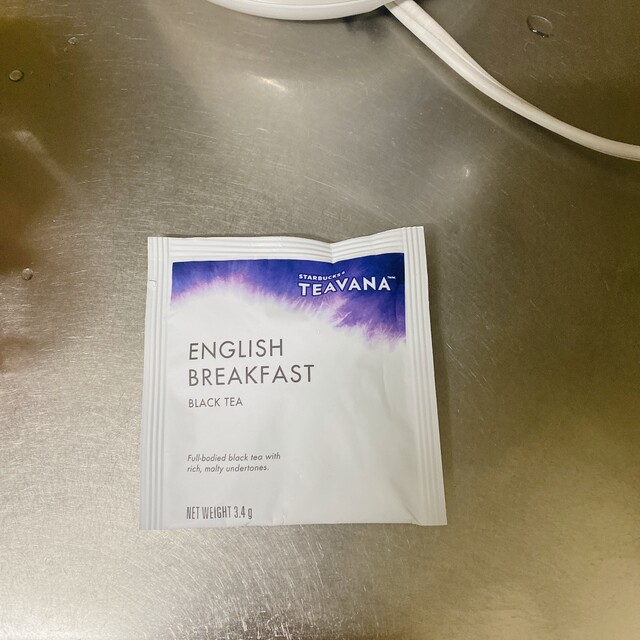 STARBUCKS®
TEAVANA™
ENGLISH
BREAKFAST
BLACK TEA
Full-bodied black tea with
rich, malty undertones.
NET WEIGHT 3.4 g